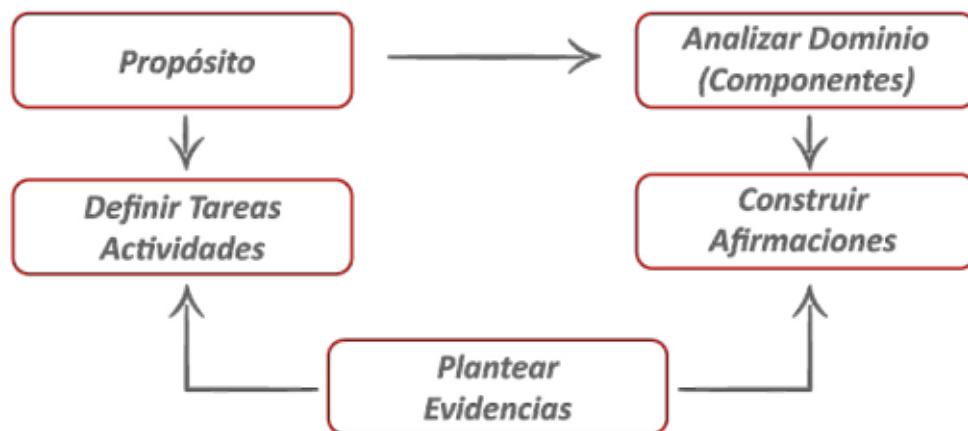 Propósito
Analizar Dominio
(Componentes)
Definir Tareas
Actividades
Construir
Afirmaciones
Plantear
Evidencias